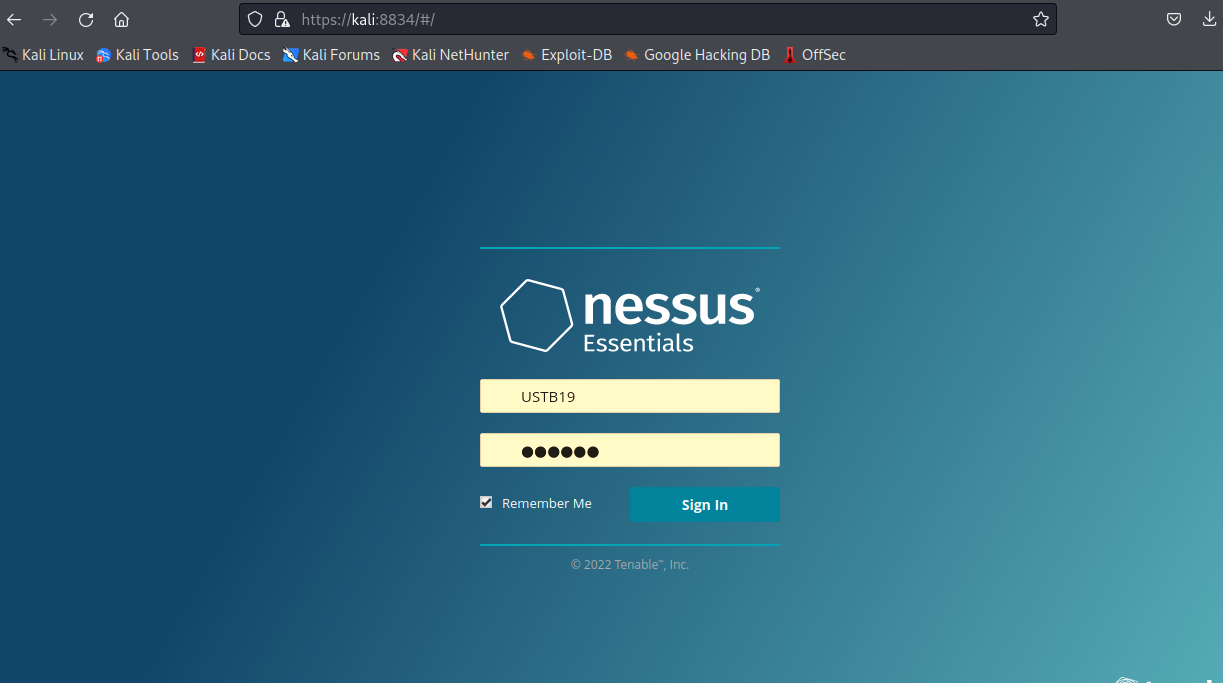 https://kali:8834/#/
Kali Linux Kali Tools Kali Docs Kali Forums Kali NetHunter Exploit-DB Google Hacking DB OffSec
nessus®
Essentials
USTB19
●●●●●●
Remember Me Sign In
© 2022 Tenable™, Inc.